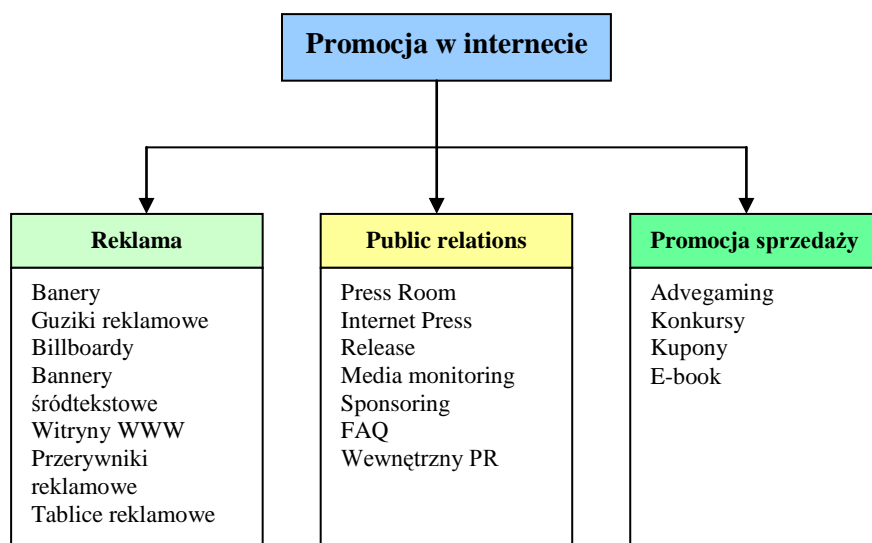 Promocja w internecie
Reklama
Banery
Guziki reklamowe
Billboardy
Bannery
śródtekstowe
Witryny WWW
Przerywniki
reklamowe
Tablice reklamowe
Public relations
Press Room
Internet Press
Release
Media monitoring
Sponsoring
FAQ
Wewnętrzny PR
Promocja sprzedaży
Advegaming
Konkursy
Kupony
E-book